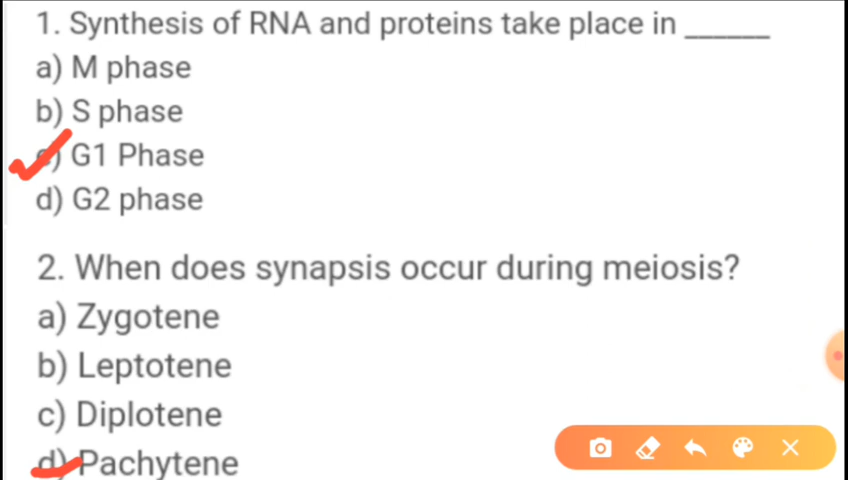 1. Synthesis of RNA and proteins take place in ______
a) M phase
b) S phase
c) G1 Phase
d) G2 phase
2. When does synapsis occur during meiosis?
a) Zygotene
b) Leptotene
c) Diplotene
d) Pachytene